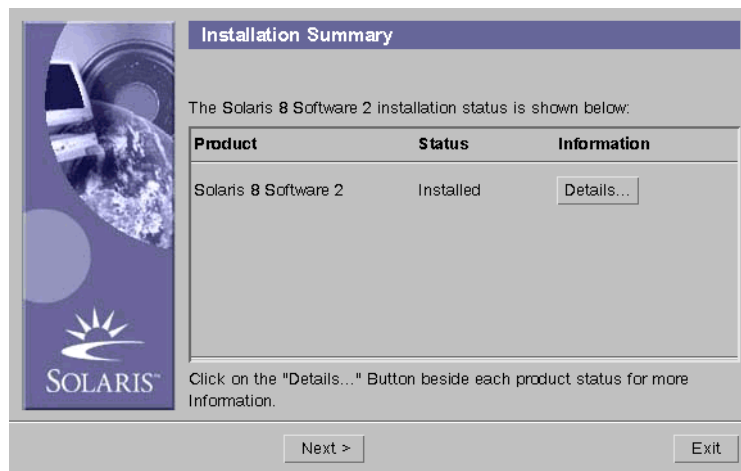 Installation Summary
The Solaris 8 Software 2 installation status is shown below:
Product Status Information
Solaris 8 Software 2 Installed Details...
SOLARIS™
Click on the "Details..." Button beside each product status for more
Information.
Next > Exit